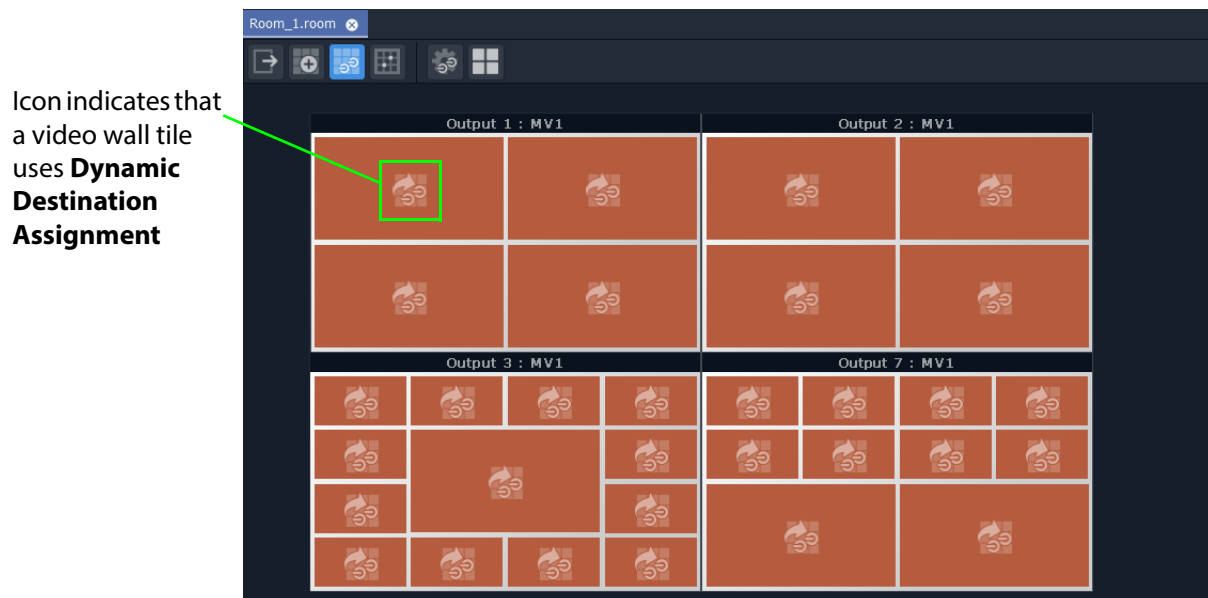 Room_1.room
Icon indicates that
a video wall tile
uses Dynamic
Destination
Assignment
Output 1 : MV1
Output 2 : MV1
Output 3 : MV1
Output 7 : MV1